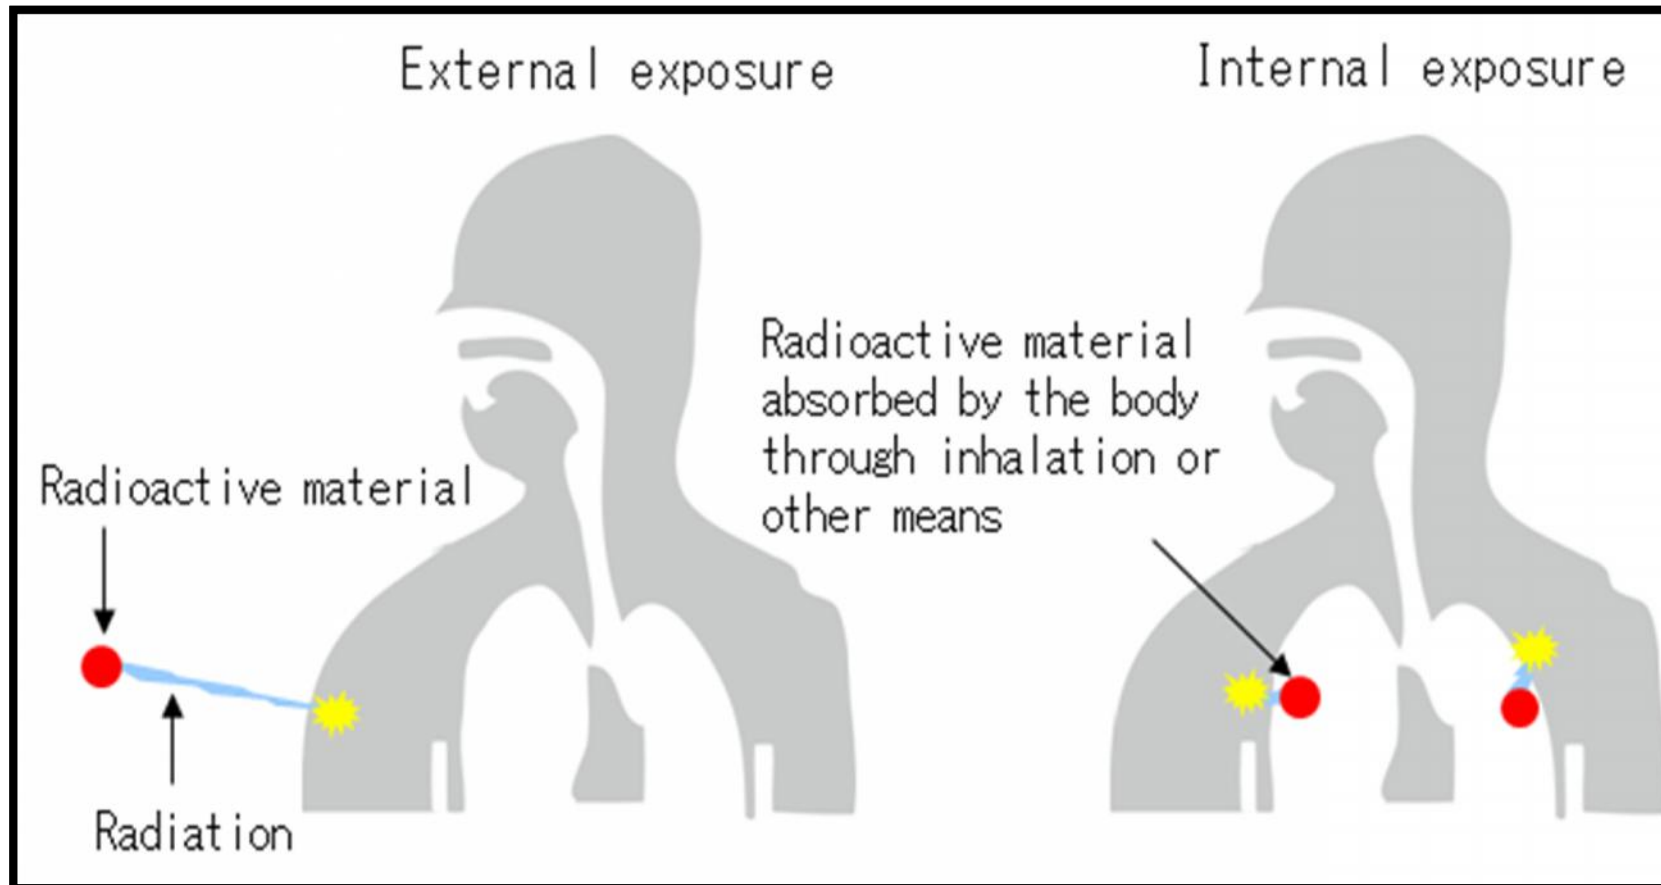 External exposure
Internal exposure
Radioactive material
absorbed by the body
through inhalation or
other means
Radioactive material
Radiation